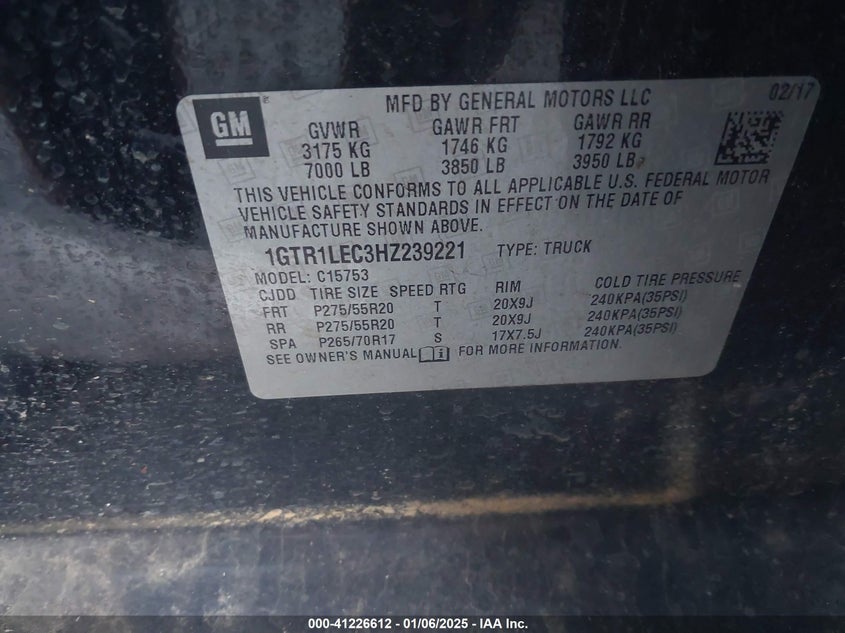 GM
MFD BY GENERAL MOTORS LLC 02/17
GVWR GAWR FRT GAWR RR
3175 KG 1746 KG 1792 KG
7000 LB 3850 LB 3950 LB
THIS VEHICLE CONFORMS TO ALL APPLICABLE U.S. FEDERAL MOTOR
VEHICLE SAFETY STANDARDS IN EFFECT ON THE DATE OF
MANUFACTURE SHOWN ABOVE.
1GTR1LEC3HZ239221 TYPE: TRUCK
MODEL: C15753
CJDD TIRE SIZE SPEED RTG RIM COLD TIRE PRESSURE
FRT P275/55R20 T 20X9J 240KPA(35PSI)
RR P275/55R20 T 20X9J 240KPA(35PSI)
SPA P265/70R17 S 17X7.5J 240KPA(35PSI)
SEE OWNER'S MANUAL FOR MORE INFORMATION.
000-41226612 - 01/06/2025 - IAA Inc.